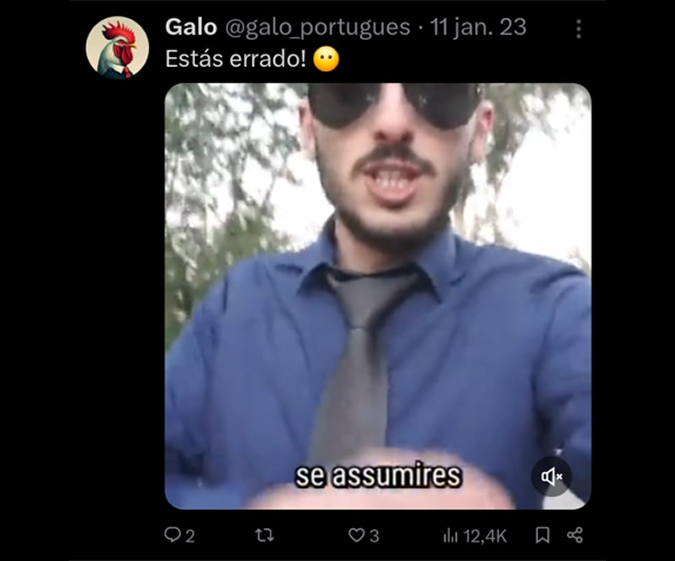 Galo @galo_portugues · 11 jan. 23
Estás errado! 😶
se assumires
2 3 12,4K